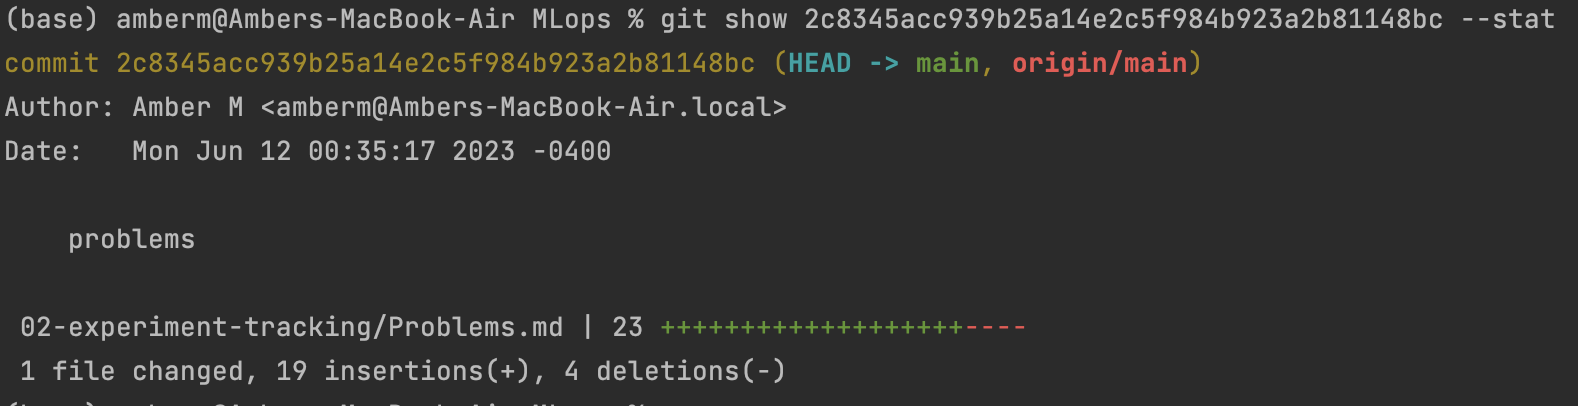 (base) amberm@Ambers-MacBook-Air MLops % git show 2c8345acc939b25a14e2c5f984b923a2b81148bc --stat
commit 2c8345acc939b25a14e2c5f984b923a2b81148bc (HEAD -> main, origin/main)
Author: Amber M <amberm@Ambers-MacBook-Air.local>
Date:   Mon Jun 12 00:35:17 2023 -0400
    problems
 02-experiment-tracking/Problems.md | 23 +++++++++++++++++++----
 1 file changed, 19 insertions(+), 4 deletions(-)